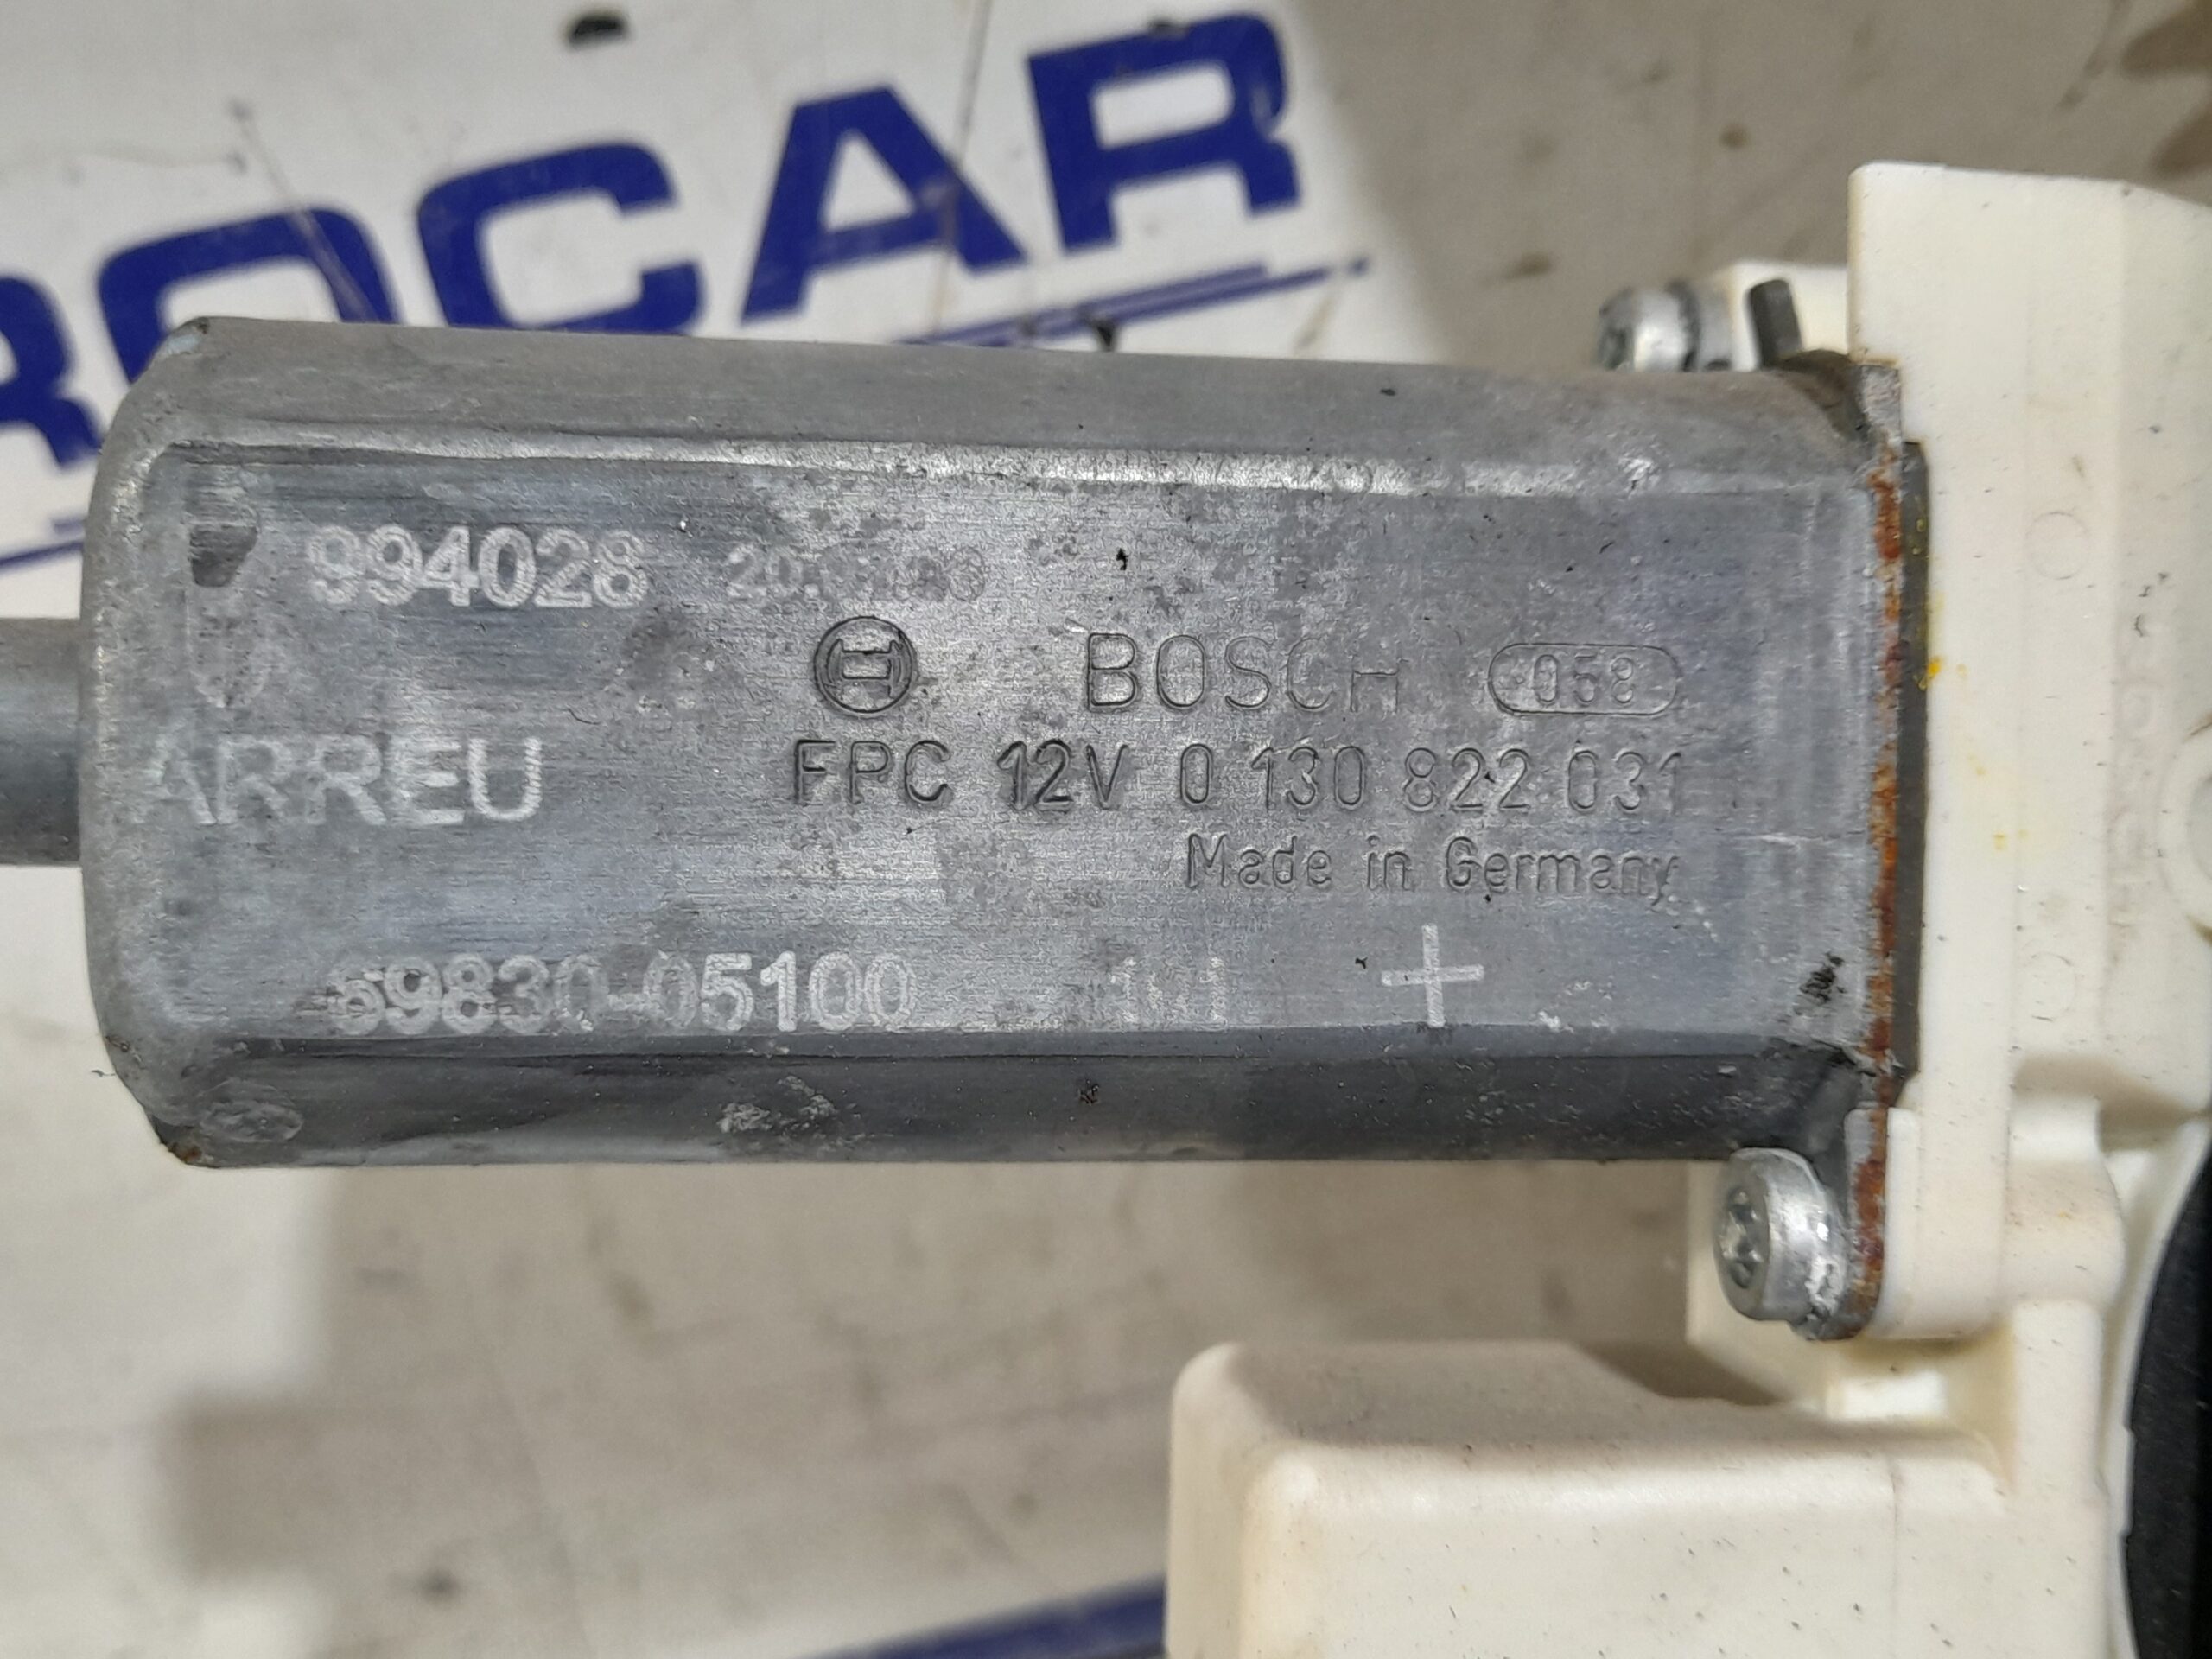 ROCAR
994028
BOSCH 058
FPC 12V 0 130 822 031
ARREU
Made in Germany
69830-05100